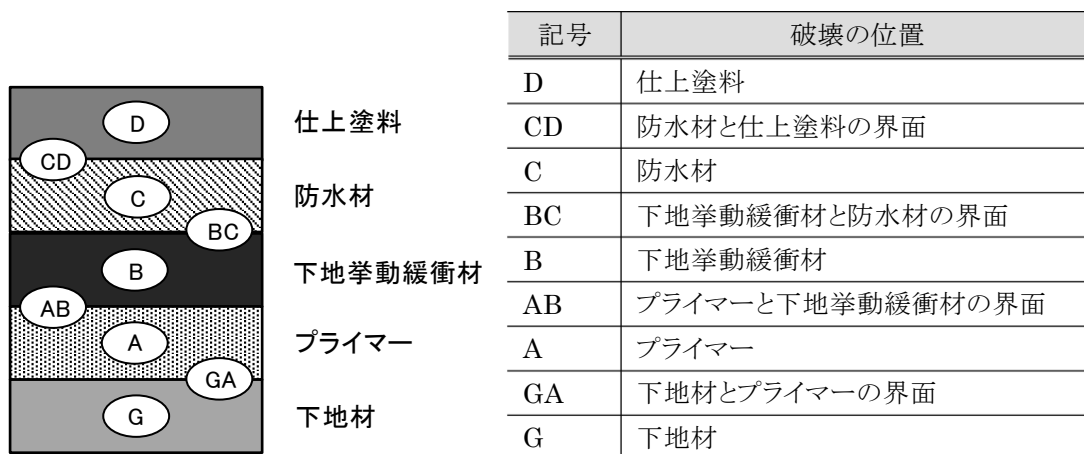 D
CD
C
BC
B
AB
A
GA
G
仕上塗料
防水材
下地挙動緩衝材
プライマー
下地材
記号 破壊の位置
D 仕上塗料
CD 防水材と仕上塗料の界面
C 防水材
BC 下地挙動緩衝材と防水材の界面
B 下地挙動緩衝材
AB プライマーと下地挙動緩衝材の界面
A プライマー
GA 下地材とプライマーの界面
G 下地材